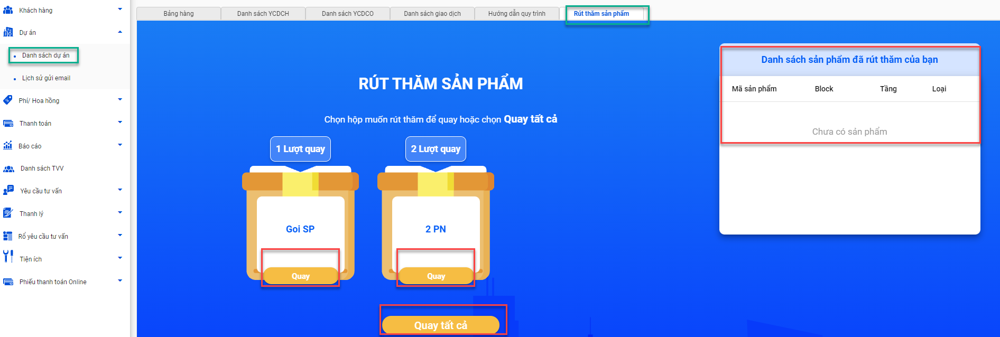 Khách hàng
Dự án
Danh sách dự án
Lịch sử gửi email
Phí/ Hoa hồng
Thanh toán
Báo cáo
Danh sách TVV
Yêu cầu tư vấn
Thanh lý
Rổ yêu cầu tư vấn
Tiện ích
Phiếu thanh toán Online
Bảng hàng
Danh sách YCDCH
Danh sách YCDCO
Danh sách giao dịch
Hướng dẫn quy trình
Rút thăm sản phẩm
RÚT THĂM SẢN PHẨM
Chọn hộp muốn rút thăm để quay hoặc chọn Quay tất cả
1 Lượt quay
2 Lượt quay
Goi SP
2 PN
Quay
Quay
Quay tất cả
Danh sách sản phẩm đã rút thăm của bạn
Mã sản phẩm Block Tầng Loại
Chưa có sản phẩm